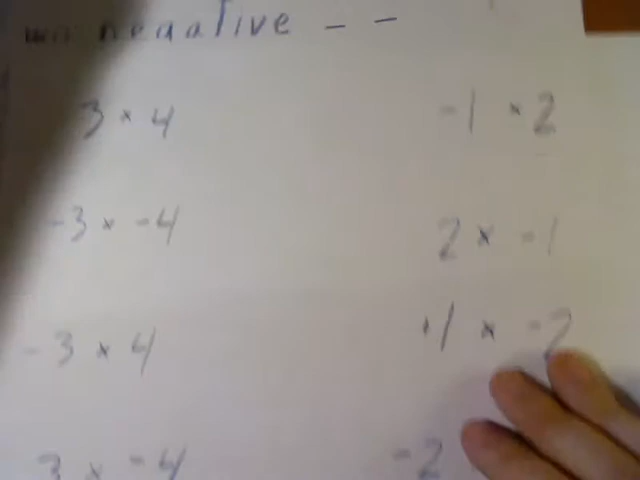 negative - -
3 × 4
-1 × 2
-3 × -4
2 × -1
-3 × 4
+1 × -2
3 × -4
-2